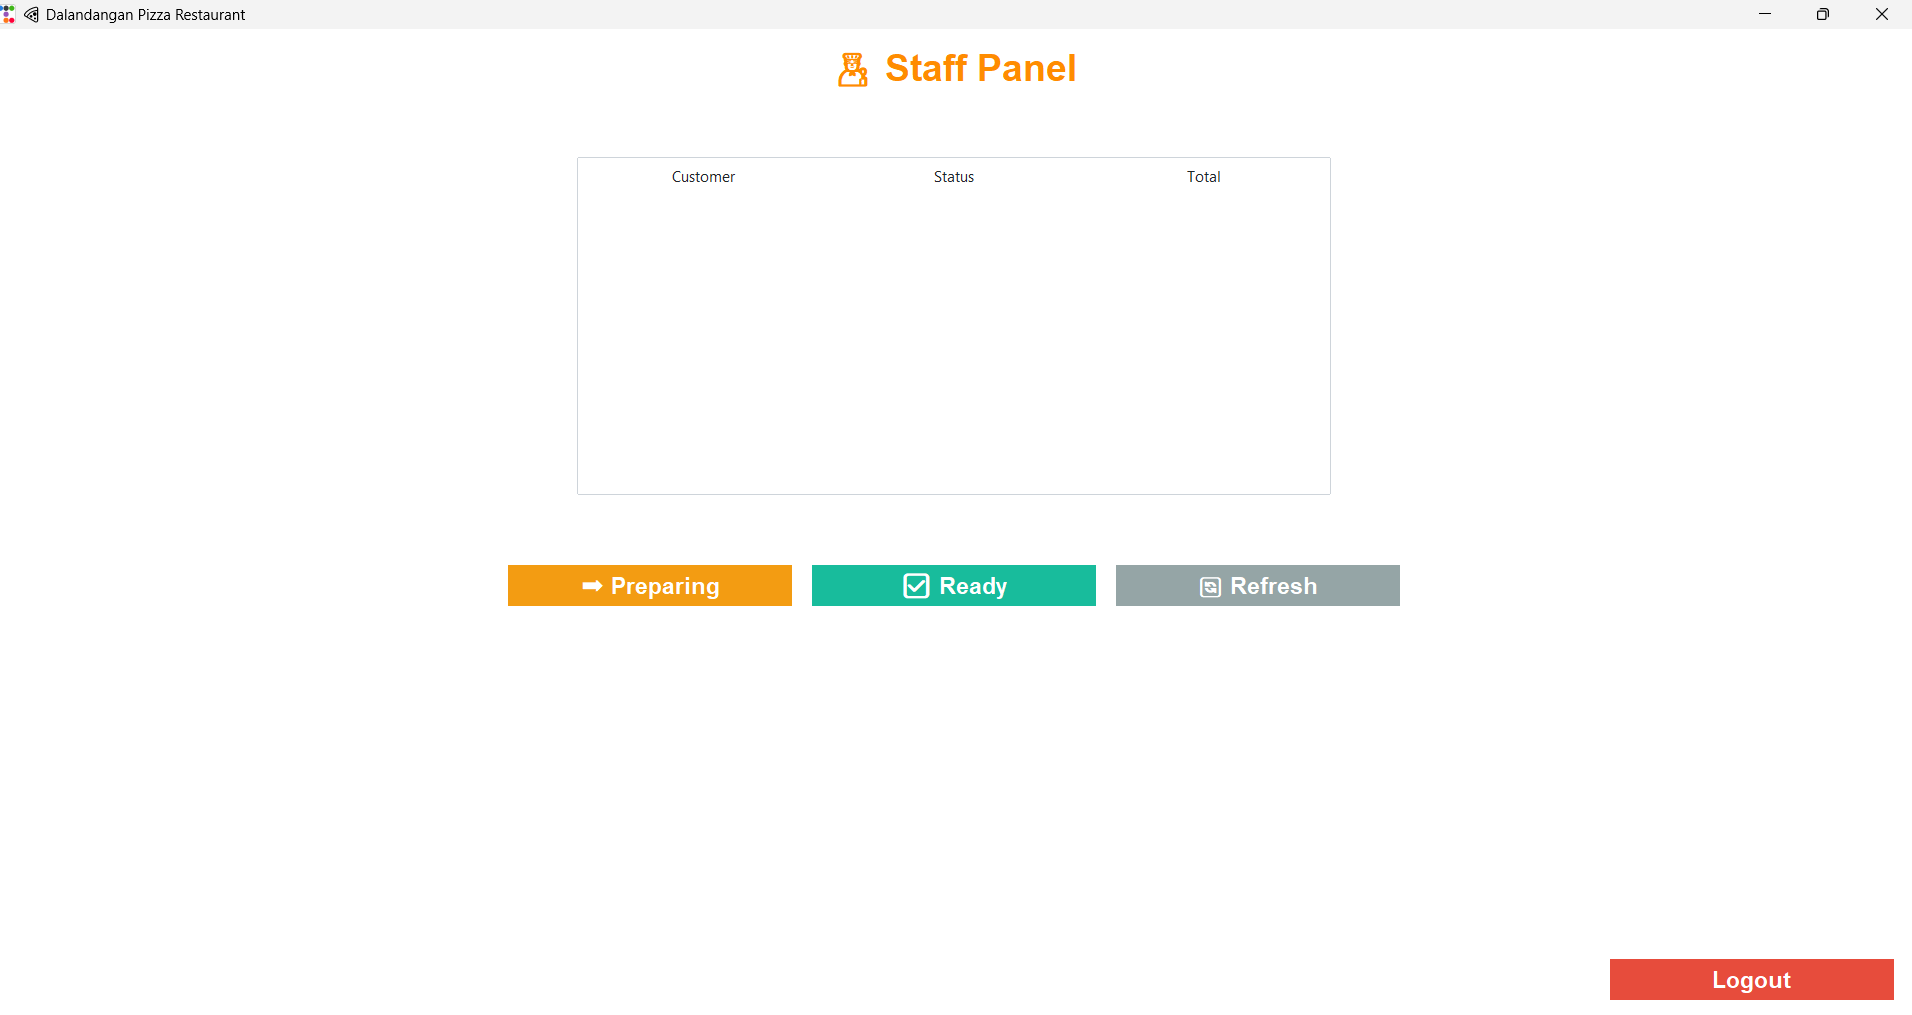 Dalandangan Pizza Restaurant
Staff Panel
Customer Status Total
Preparing Ready Refresh
Logout